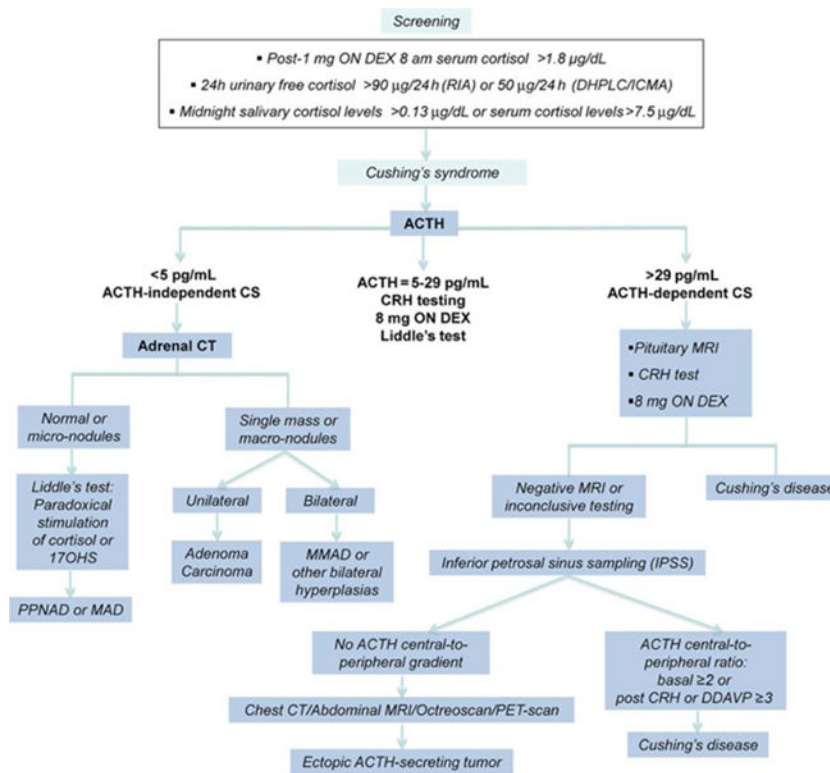 Screening
▪ Post-1 mg ON DEX 8 am serum cortisol >1.8 µg/dL
▪ 24h urinary free cortisol >90 µg/24h (RIA) or 50 µg/24 h (DHPLC/ICMA)
▪ Midnight salivary cortisol levels >0.13 µg/dL or serum cortisol levels >7.5 µg/dL
Cushing's syndrome
ACTH
<5 pg/mL
ACTH-independent CS
ACTH = 5-29 pg/mL
CRH testing
8 mg ON DEX
Liddle's test
>29 pg/mL
ACTH-dependent CS
Adrenal CT
▪Pituitary MRI
▪ CRH test
▪8 mg ON DEX
Normal or
micro-nodules
Single mass or
macro-nodules
Liddle's test:
Paradoxical
stimulation
of cortisol or
17OHS
Unilateral
Bilateral
Negative MRI or
inconclusive testing
Cushing's disease
Adenoma
Carcinoma
MMAD or
other bilateral
hyperplasias
Inferior petrosal sinus sampling (IPSS)
PPNAD or MAD
No ACTH central-to-
peripheral gradient
ACTH central-to-
peripheral ratio:
basal ≥2 or
post CRH or DDAVP ≥3
Chest CT/Abdominal MRI/Octreoscan/PET-scan
Cushing's disease
Ectopic ACTH-secreting tumor